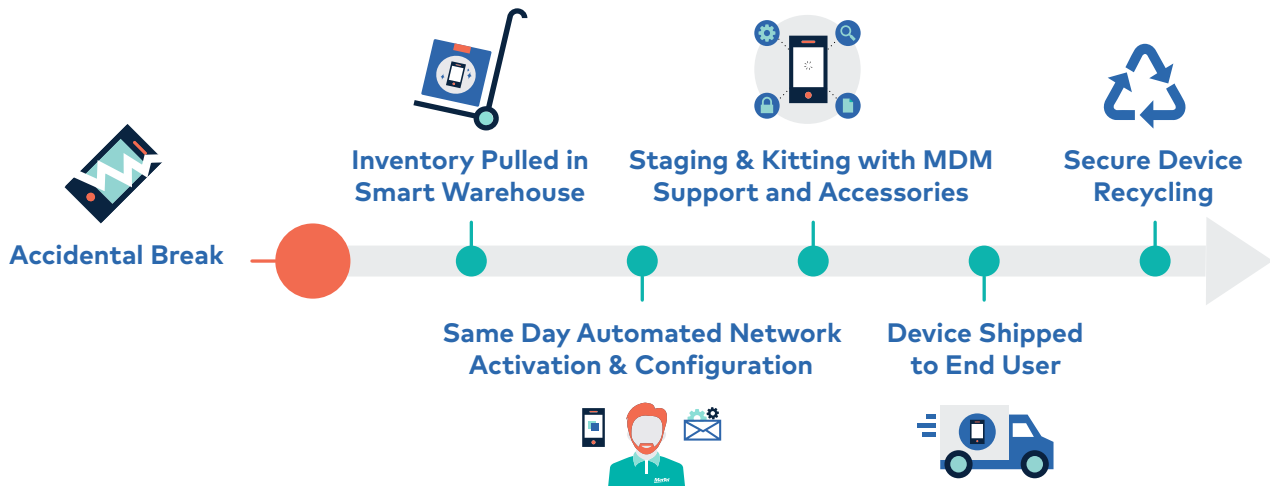 Accidental Break
Inventory Pulled in
Smart Warehouse
Same Day Automated Network
Activation & Configuration
Staging & Kitting with MDM
Support and Accessories
Device Shipped
to End User
Secure Device
Recycling